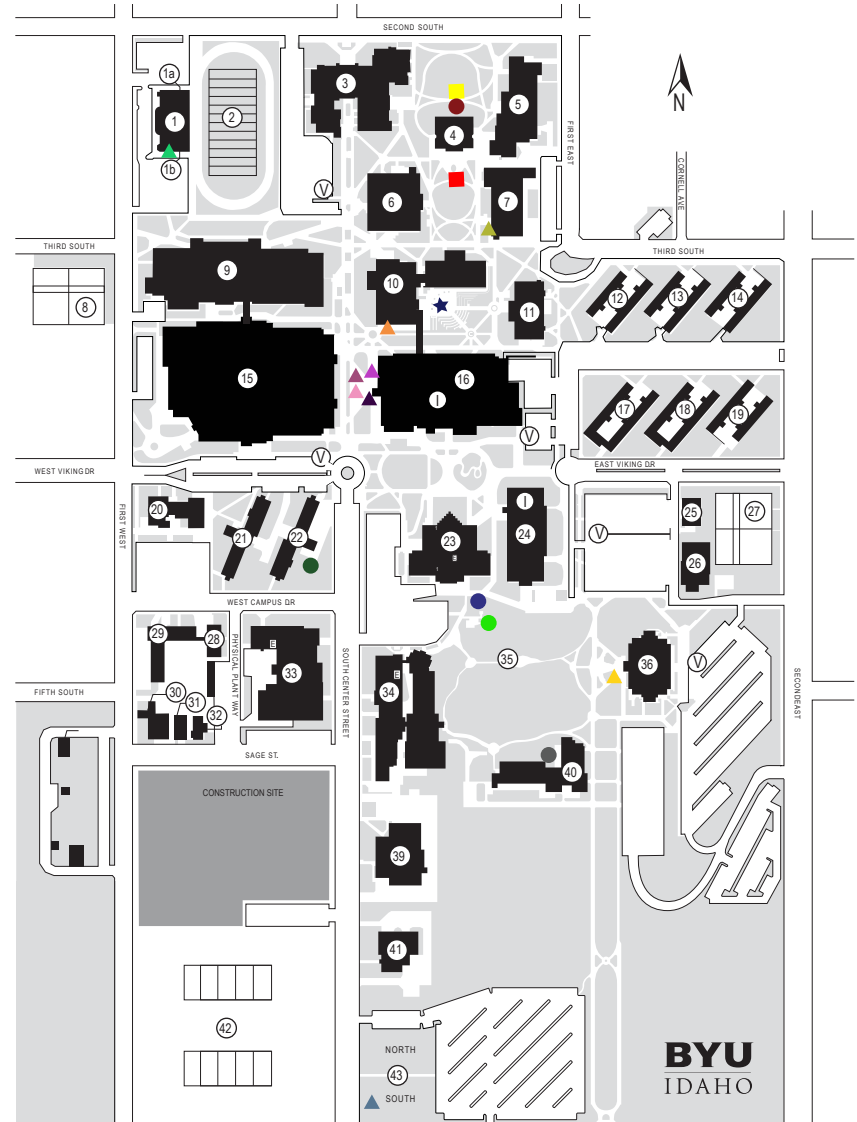 SECOND SOUTH
1a
1
1b
2
3
4
5
FIRST EAST
N
CORNELL AVE
V
6
7
THIRD SOUTH
THIRD SOUTH
8
9
10
11
12
13
14
15
16
I
17
18
19
V
V
WEST VIKING DR
EAST VIKING DR
FIRST WEST
20
21
22
23
E
I
24
V
25
26
27
WEST CAMPUS DR
29
28
PHYSICAL PLANT WAY
E
33
SOUTH CENTER STREET
30
31
32
FIFTH SOUTH
E
34
35
36
V
SECOND EAST
SAGE ST.
40
CONSTRUCTION SITE
39
41
42
NORTH
43
SOUTH
BYU
IDAHO